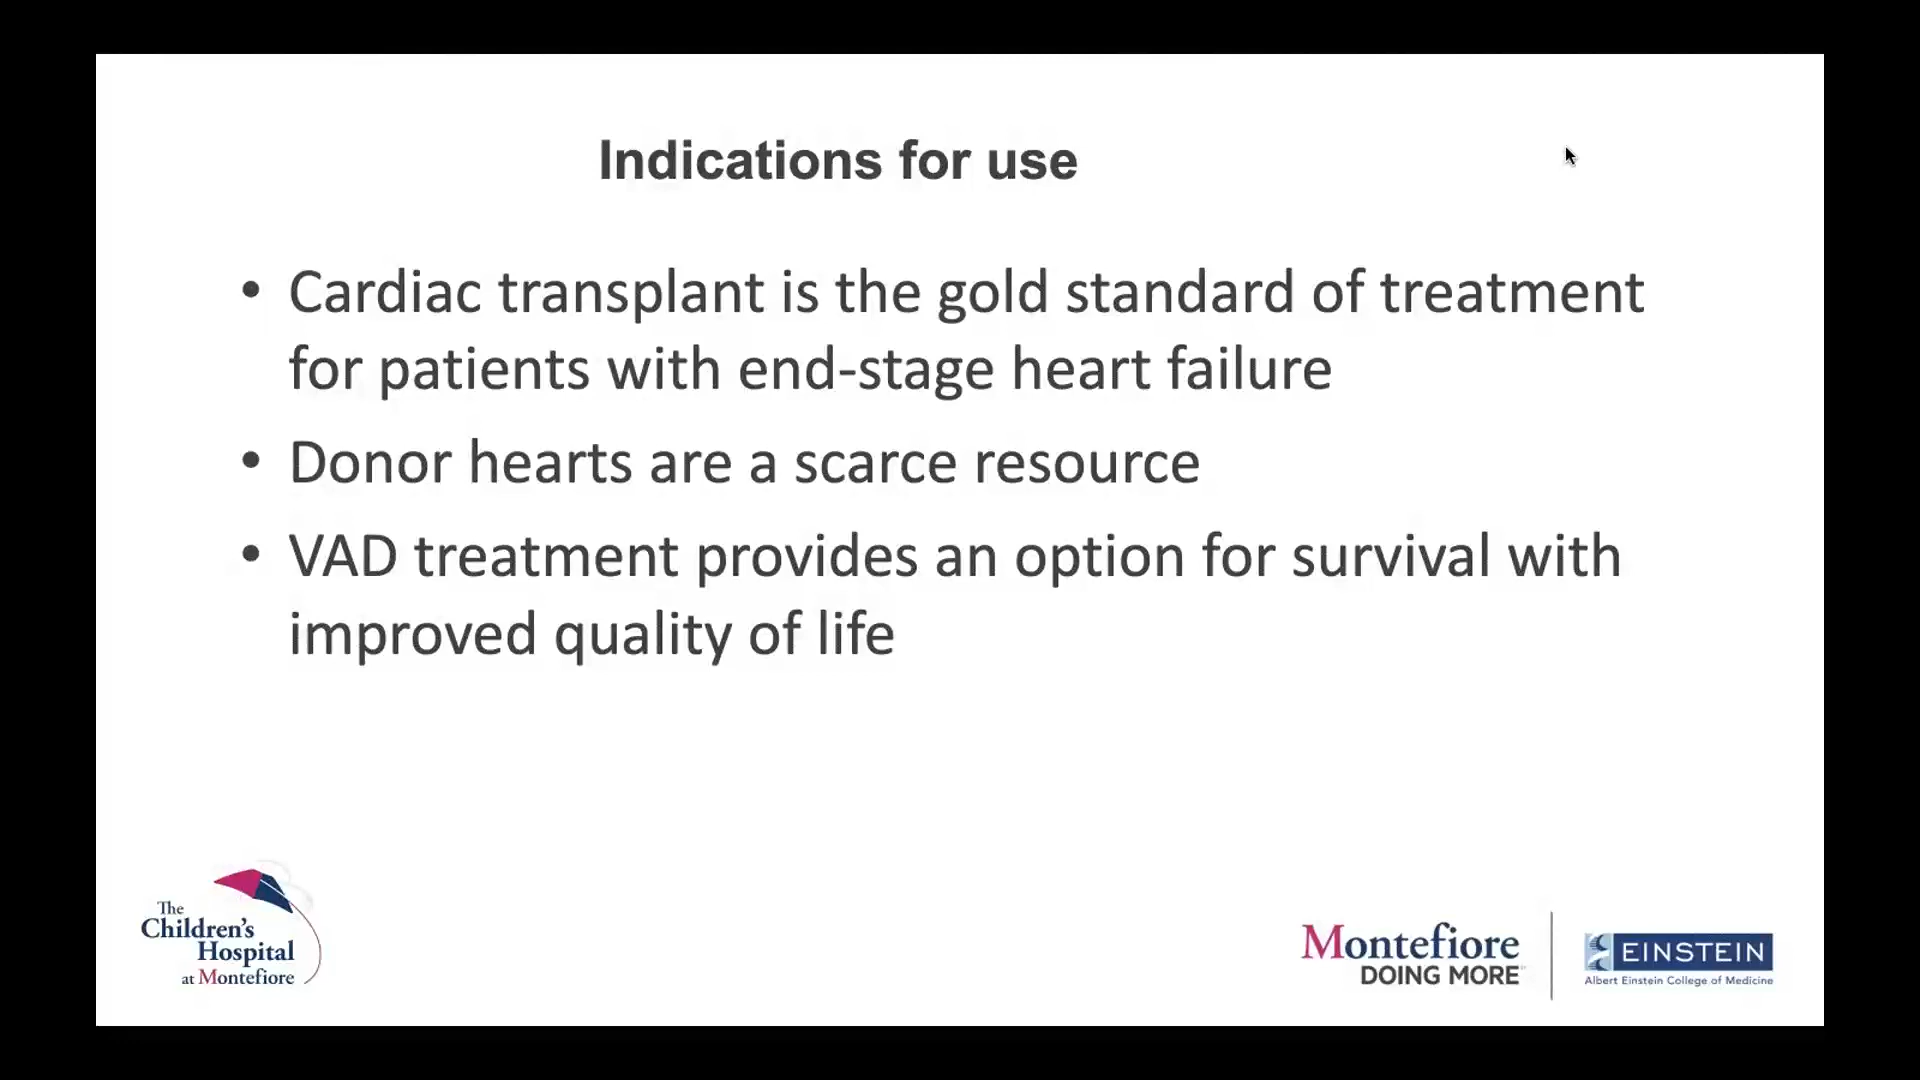 Indications for use
• Cardiac transplant is the gold standard of treatment
for patients with end-stage heart failure
• Donor hearts are a scarce resource
• VAD treatment provides an option for survival with
improved quality of life
The
Children's
Hospital
at Montefiore
Montefiore
DOING MORE
EINSTEIN
Albert Einstein College of Medicine